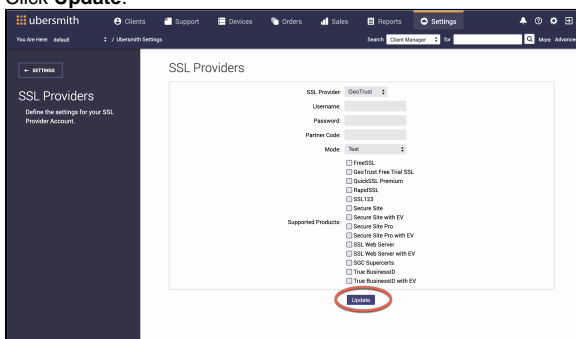 Click Update.
ubersmith Clients Support Devices Orders Sales Reports Settings
You Are Here: default / Ubersmith Settings Search Client Manager for More Advanced
← SETTINGS
SSL Providers
Define the settings for your SSL
Provider Account.
SSL Providers
SSL Provider: GeoTrust
Username:
Password:
Partner Code:
Mode: Test
Supported Products:
FreeSSL
GeoTrust Free Trial SSL
QuickSSL Premium
RapidSSL
SSL123
Secure Site
Secure Site with EV
Secure Site Pro
Secure Site Pro with EV
SSL Web Server
SSL Web Server with EV
SGC Supercerts
True BusinessID
True BusinessID with EV
Update